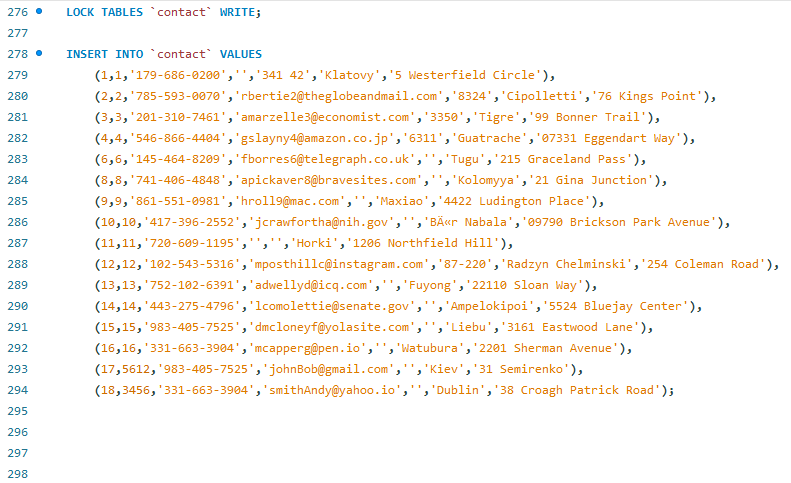 276 LOCK TABLES `contact` WRITE;
277
278 INSERT INTO `contact` VALUES
279 (1,1,'179-686-0200','','341 42','Klatovy','5 Westerfield Circle'),
280 (2,2,'785-593-0070','rbertie2@theglobeandmail.com','8324','Cipolletti','76 Kings Point'),
281 (3,3,'201-310-7461','amarzelle3@economist.com','3350','Tigre','99 Bonner Trail'),
282 (4,4,'546-866-4404','gslayny4@amazon.co.jp','6311','Guatrache','07331 Eggendart Way'),
283 (6,6,'145-464-8209','fborres6@telegraph.co.uk','','Tugu','215 Graceland Pass'),
284 (8,8,'741-406-4848','apickaver8@bravesites.com','','Kolomyya','21 Gina Junction'),
285 (9,9,'861-551-0981','hroll9@mac.com','','Maxiao','4422 Ludington Place'),
286 (10,10,'417-396-2552','jcrawfortha@nih.gov','','BÄ«r Nabala','09790 Brickson Park Avenue'),
287 (11,11,'720-609-1195','','','Horki','1206 Northfield Hill'),
288 (12,12,'102-543-5316','mposthillc@instagram.com','87-220','Radzyn Chelminski','254 Coleman Road'),
289 (13,13,'752-102-6391','adwellyd@icq.com','','Fuyong','22110 Sloan Way'),
290 (14,14,'443-275-4796','lcomolettie@senate.gov','','Ampelokipoi','5524 Bluejay Center'),
291 (15,15,'983-405-7525','dmcloneyf@yolasite.com','','Liebu','3161 Eastwood Lane'),
292 (16,16,'331-663-3904','mcapperg@pen.io','','Watubura','2201 Sherman Avenue'),
293 (17,5612,'983-405-7525','johnBob@gmail.com','','Kiev','31 Semirenko'),
294 (18,3456,'331-663-3904','smithAndy@yahoo.io','','Dublin','38 Croagh Patrick Road');
295
296
297
298